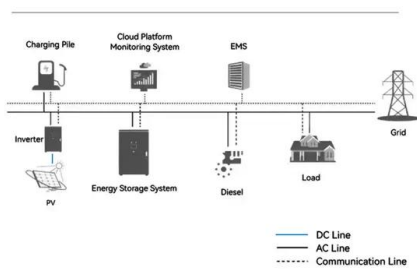 Charging Pile
Cloud Platform
Monitoring System
EMS
Grid
Inverter
PV
Energy Storage System
Diesel
Load
DC Line
AC Line
Communication Line